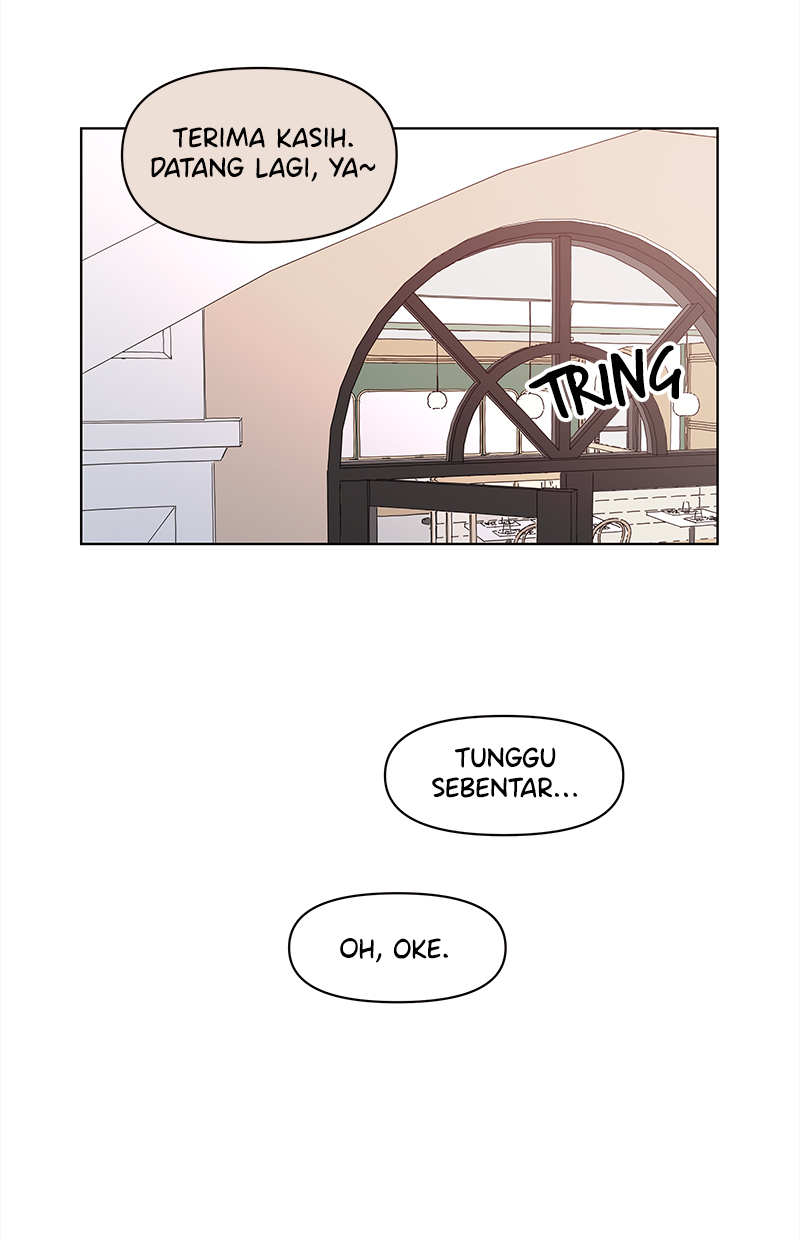 TERIMA KASIH.
DATANG LAGI, YA~
TRING
TUNGGU
SEBENTAR...
OH, OKE.